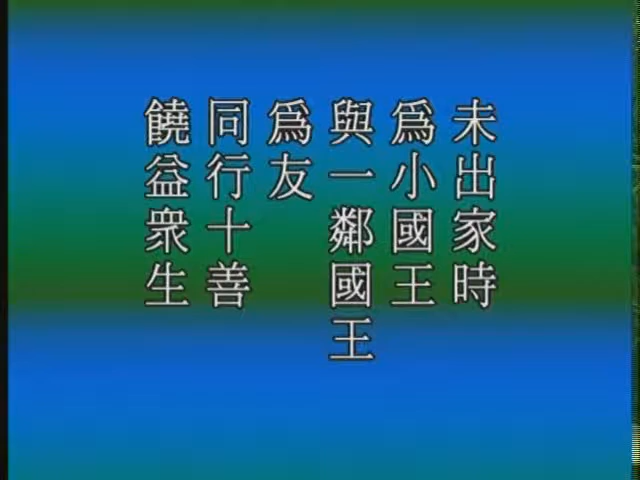 未出家時
爲小國王
與一鄰國王
爲友
同行十善
饒益衆生